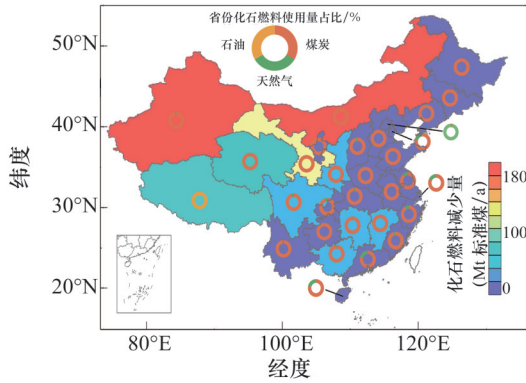 省份化石燃料使用量占比/%
石油
煤炭
天然气
50°N
40°N
30°N
20°N
纬度
80°E
100°E
120°E
经度
180
100
0
化石燃料减少量
(Mt 标准煤/a)